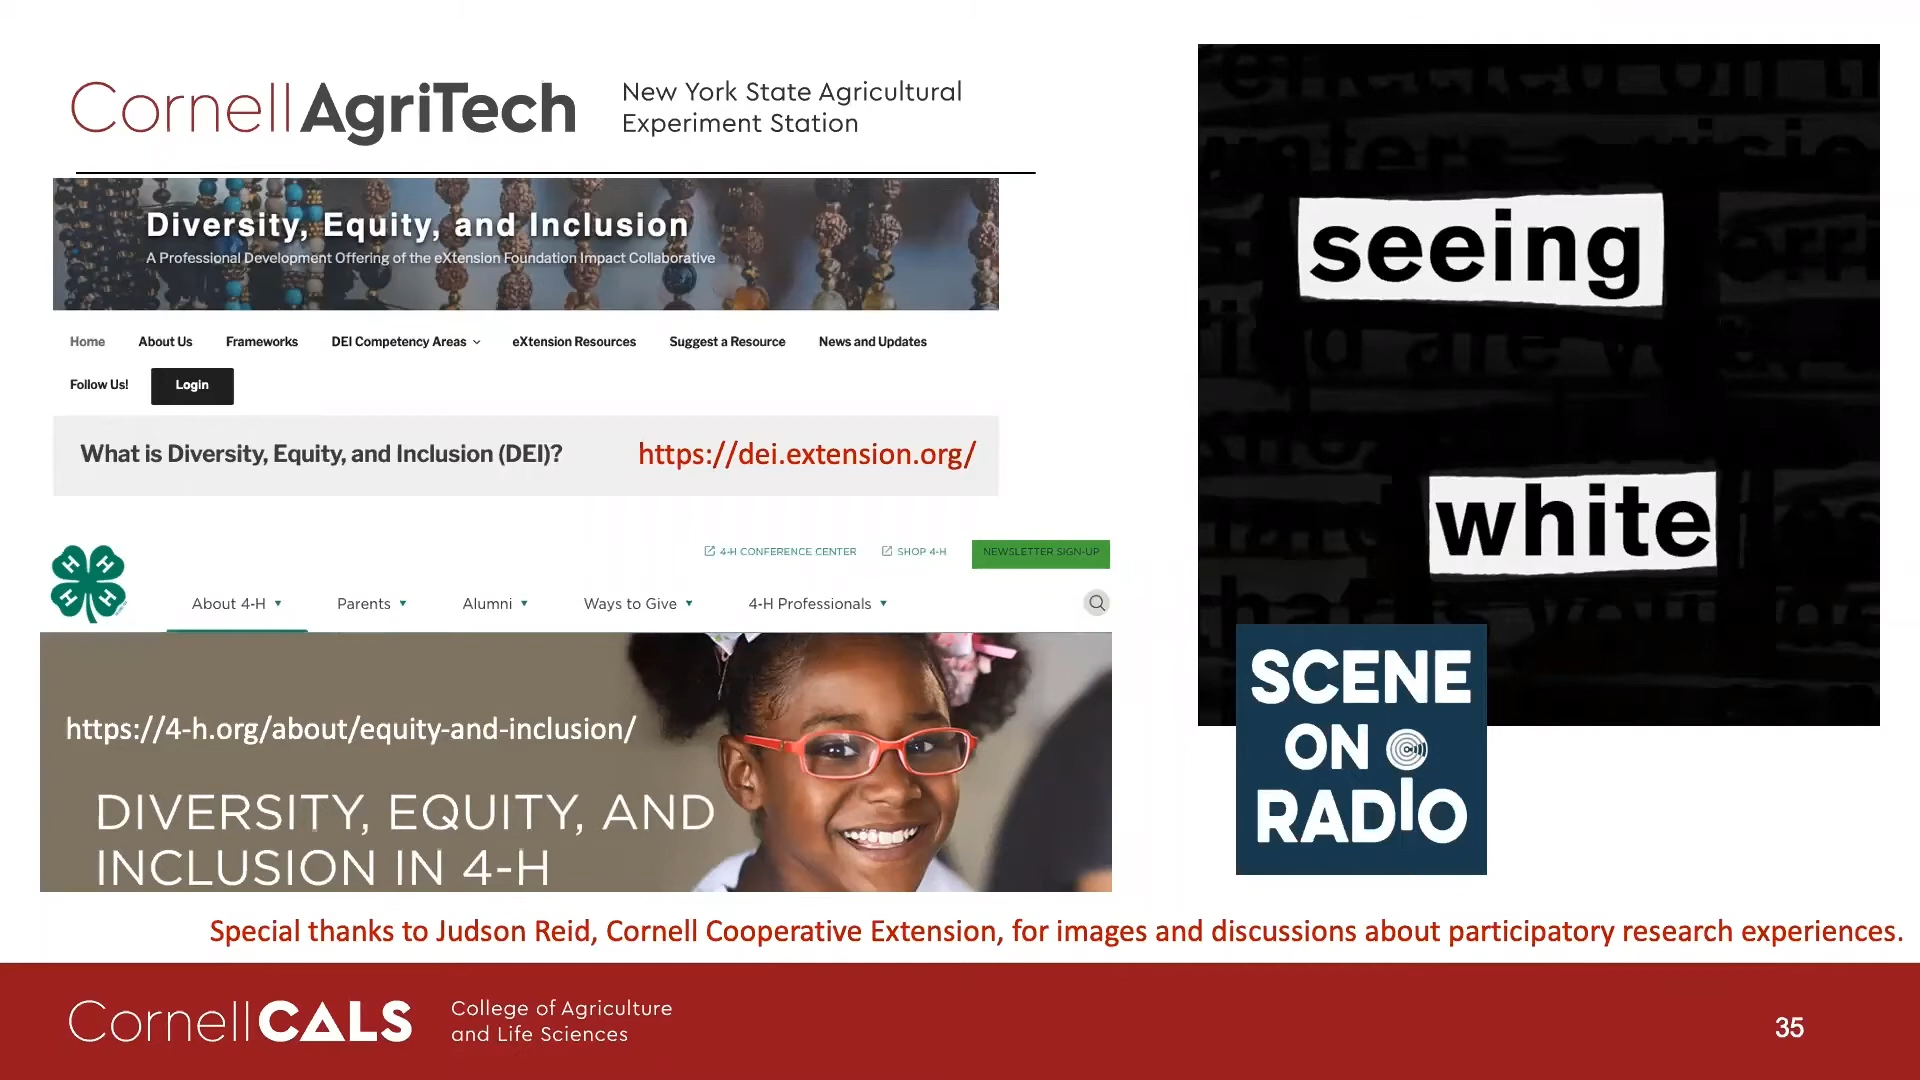 Cornell AgriTech
New York State Agricultural
Experiment Station
Diversity, Equity, and Inclusion
A Professional Development Offering of the eXtension Foundation Impact Collaborative
Home About Us Frameworks DEI Competency Areas eXtension Resources Suggest a Resource News and Updates
Follow Us! Login
What is Diversity, Equity, and Inclusion (DEI)? https://dei.extension.org/
H H H H
4-H CONFERENCE CENTER SHOP 4-H NEWSLETTER SIGN-UP
About 4-H Parents Alumni Ways to Give 4-H Professionals
https://4-h.org/about/equity-and-inclusion/
DIVERSITY, EQUITY, AND
INCLUSION IN 4-H
seeing
white
SCENE
ON
RADIO
Special thanks to Judson Reid, Cornell Cooperative Extension, for images and discussions about participatory research experiences.
Cornell CALS
College of Agriculture
and Life Sciences
35